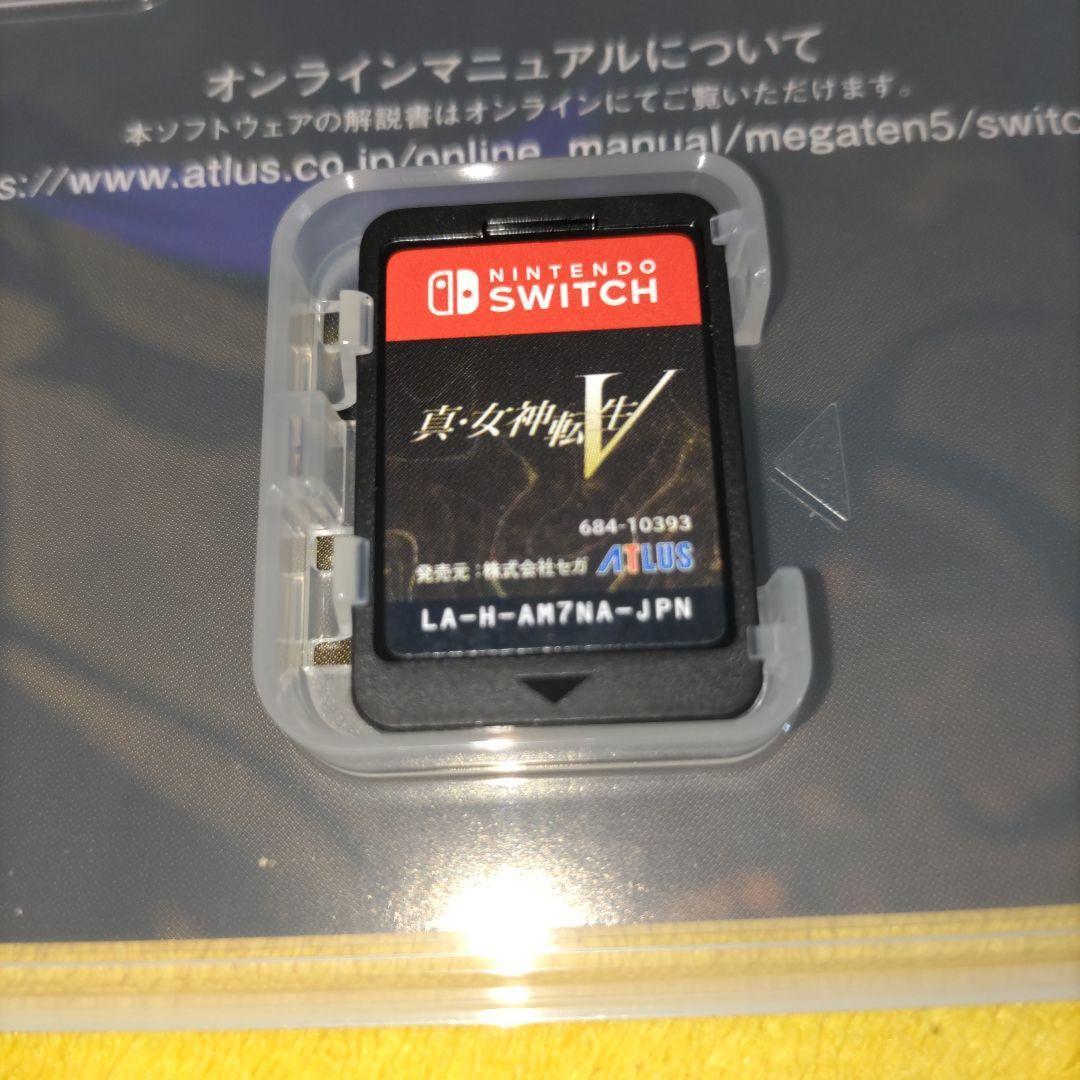 オンラインマニュアルについて
本ソフトウェアの解説書はオンラインにてご覧いただけます。
s://www.atlus.co.jp/online_manual/megaten5/switc
NINTENDO
SWITCH
真・女神転生V
684-10393
発売元:株式会社セガ ATLUS
LA-H-AM7NA-JPN